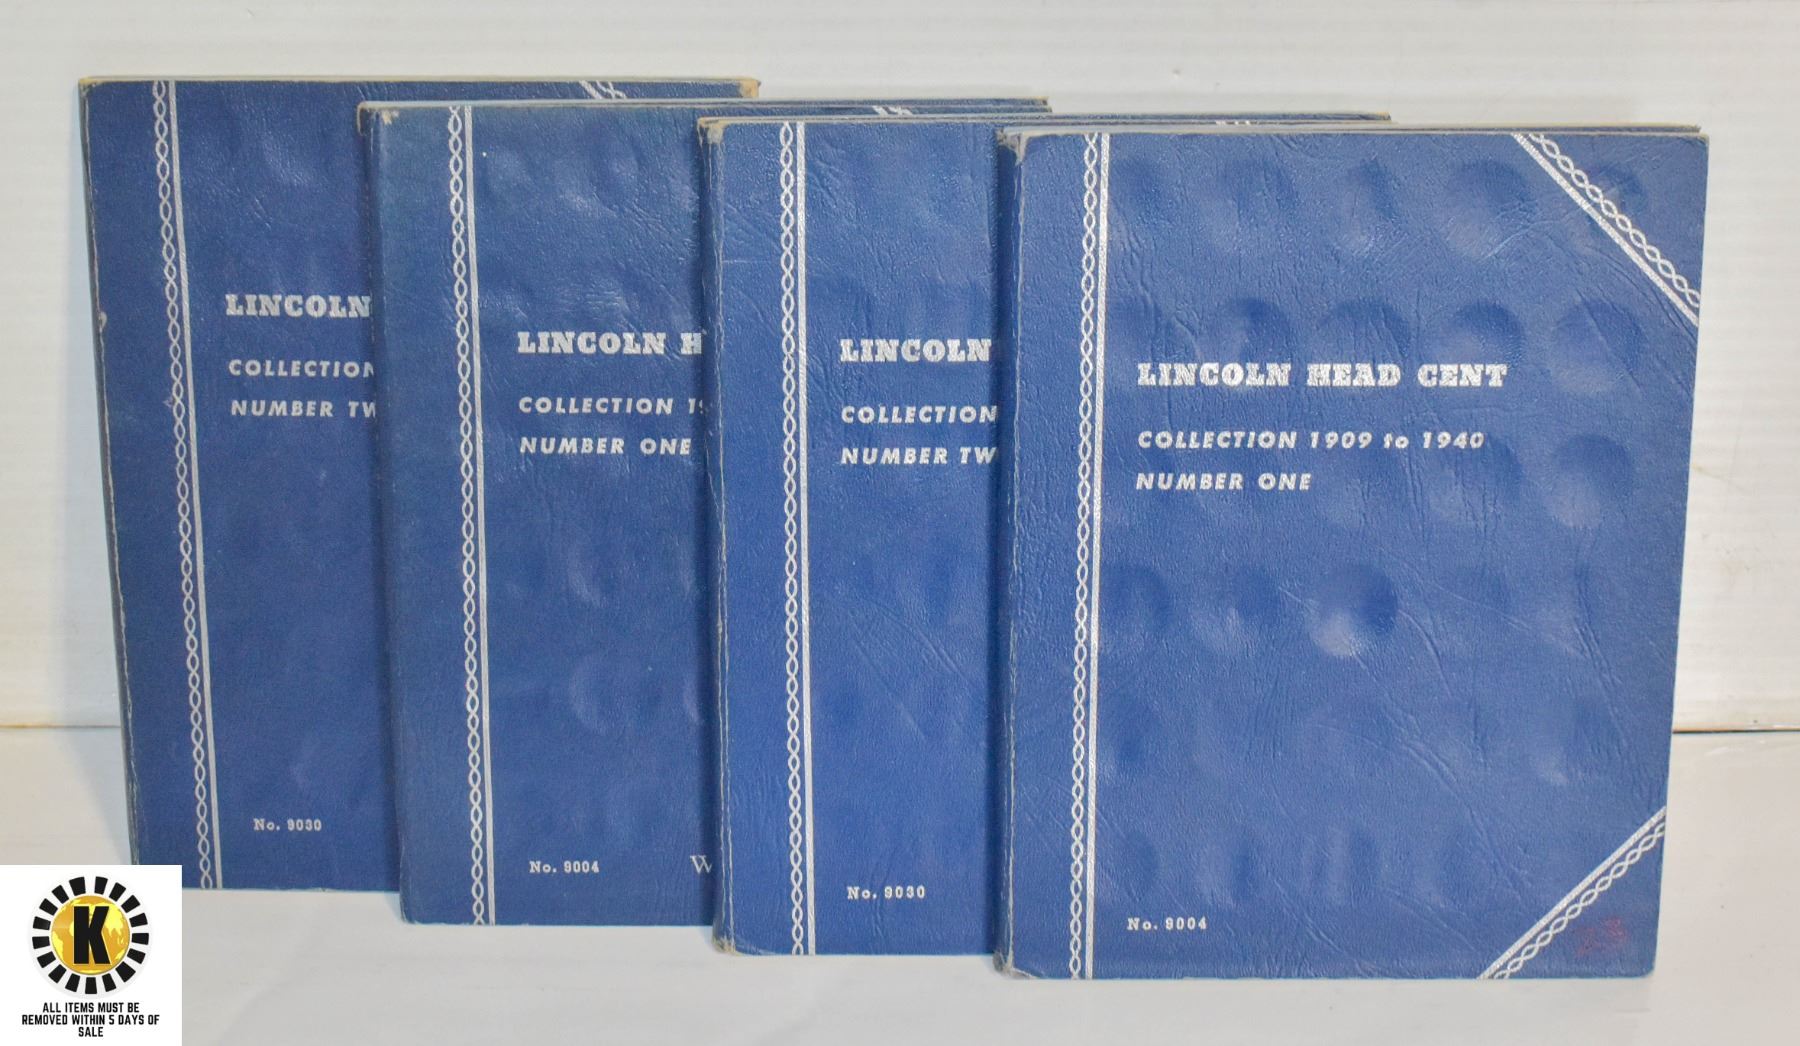 LINCOLN
COLLECTION
NUMBER TW
No. 9030
LINCOLN H
COLLECTION 19
NUMBER ONE
No. 9004
W
LINCOLN
COLLECTION
NUMBER TW
No. 9030
LINCOLN HEAD CENT
COLLECTION 1909 to 1940
NUMBER ONE
No. 9004
K
ALL ITEMS MUST BE
REMOVED WITHIN 5 DAYS OF
SALE